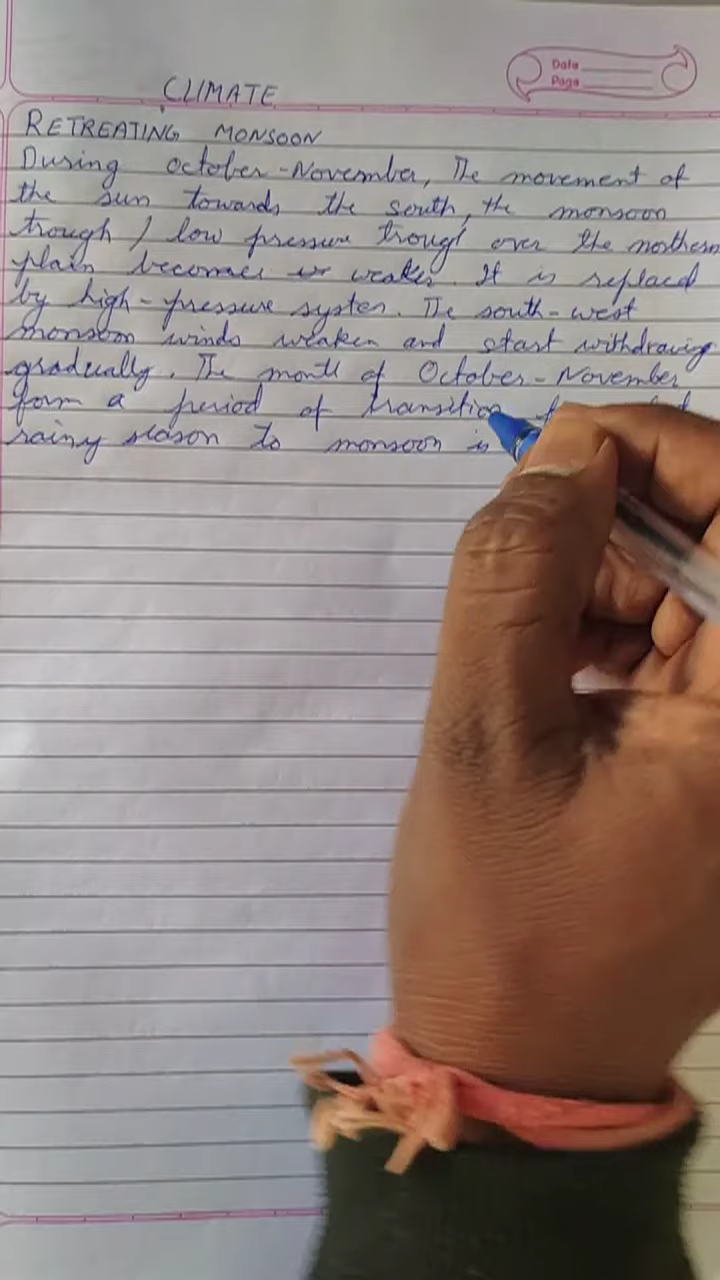 Date
Page
CLIMATE
RETREATING MONSOON
During October-November, The movement of
the sun towards the south, the monsoon
trough / low pressure trough over the northern
plain becomes weaker. It is replaced
by high-pressure system. The south-west
monsoon winds weaken and start withdrawing
gradually. The month of October-November
form a period of transition
rainy season to monsoon is